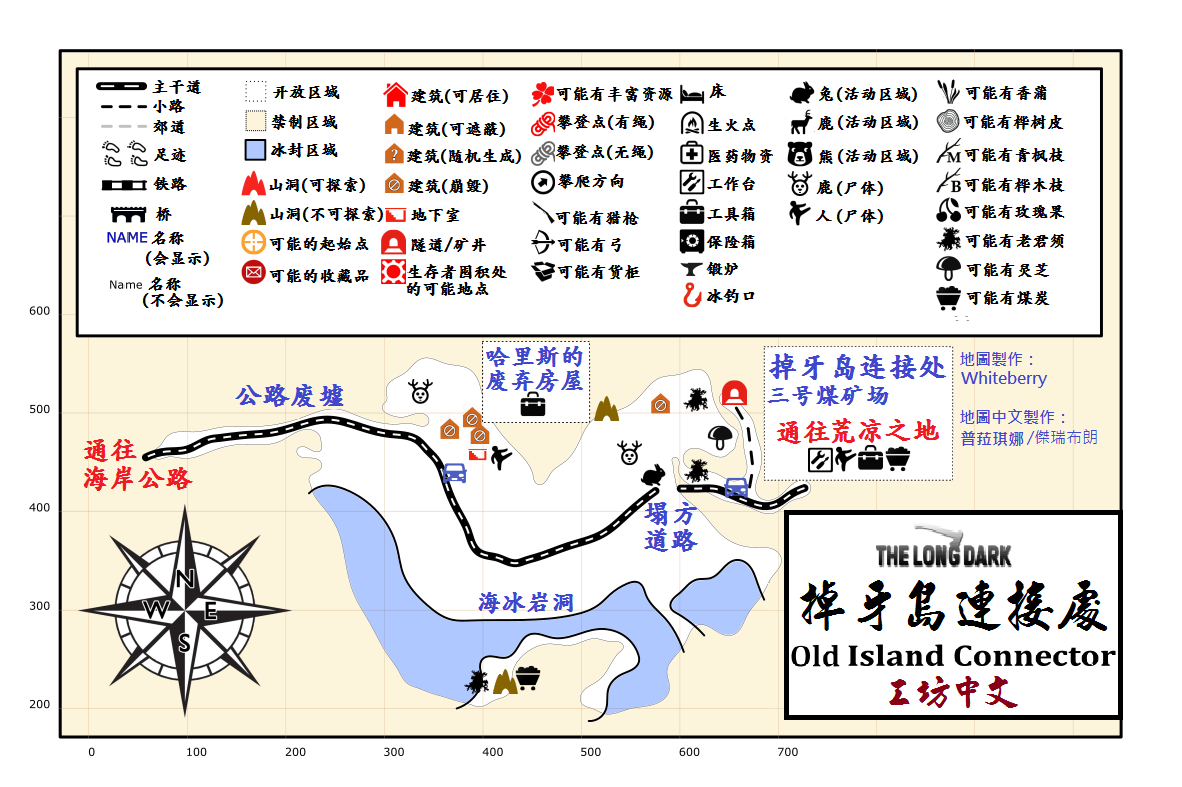 主干道
小路
郊道
足迹
铁路
桥
NAME 名称
(会显示)
Name 名称
(不会显示)
开放区域
禁制区域
冰封区域
山洞(可探索)
山洞(不可探索)
可能的起始点
可能的收藏品
建筑(可居住)
建筑(可遮蔽)
建筑(随机生成)
建筑(崩毁)
地下室
隧道/矿井
生存者囤积处
的可能地点
可能有丰富资源
攀登点(有绳)
攀登点(无绳)
攀爬方向
可能有猎枪
可能有弓
可能有货柜
床
生火点
医药物资
工作台
工具箱
保险箱
锻炉
冰钓口
兔(活动区域)
鹿(活动区域)
熊(活动区域)
鹿(尸体)
人(尸体)
可能有香蒲
可能有桦树皮
M 可能有青枫枝
B 可能有桦木枝
可能有玫瑰果
可能有老君须
可能有灵芝
可能有煤炭
600
500
400
300
200
0
100
200
300
400
500
600
700
公路废墟
通往
海岸公路
哈里斯的
废弃房屋
掉牙岛连接处
三号煤矿场
通往荒凉之地
地圖製作：
Whiteberry
地圖中文製作：
普菈琪娜/傑瑞布朗
塌方
道路
海冰岩洞
N
W E
S
THE LONG DARK
掉牙島連接處
Old Island Connector
工坊中文